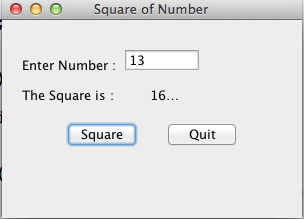 Square of Number
Enter Number : 13
The Square is : 16...
Square Quit